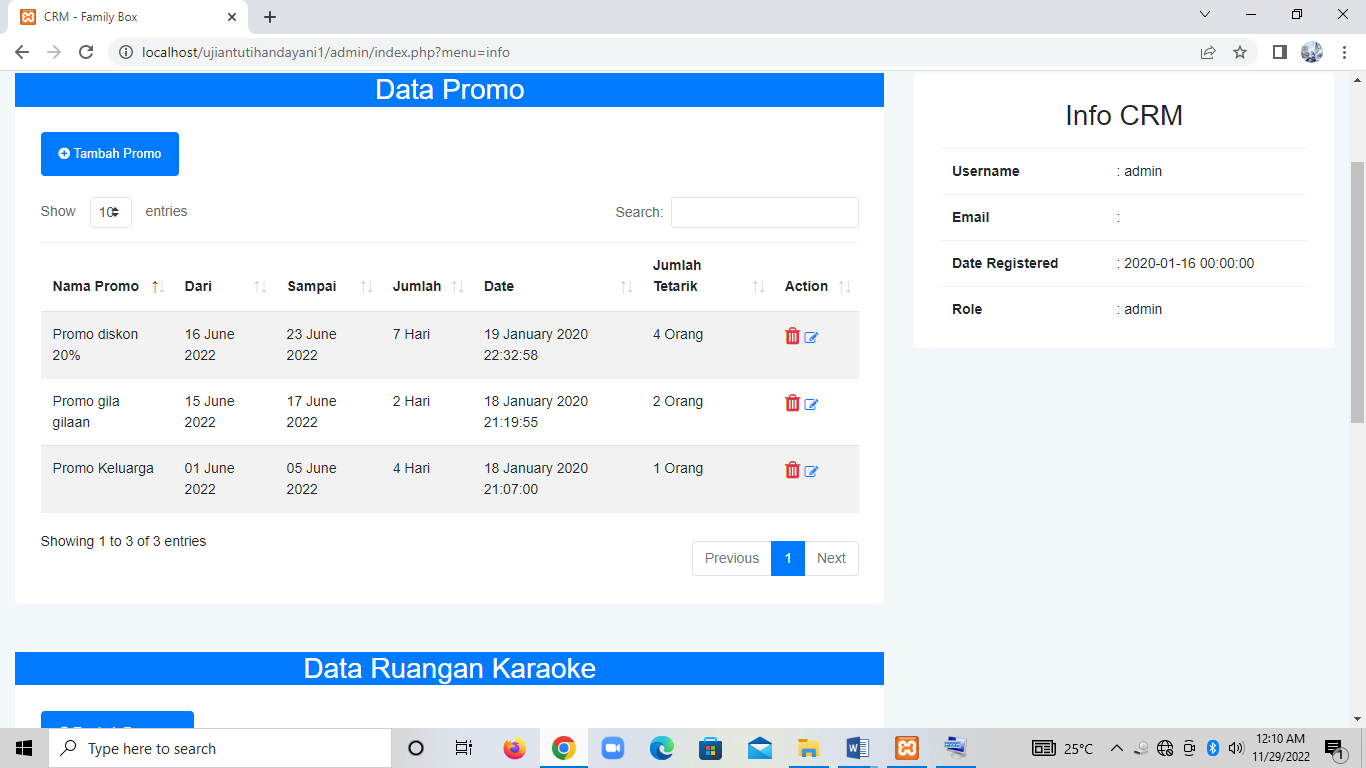 CRM - Family Box
localhost/ujiantutihandayani1/admin/index.php?menu=info
Data Promo
Tambah Promo
Show 10 entries
Search:
Nama Promo Dari Sampai Jumlah Date Jumlah Tetarik Action
Promo diskon 20% 16 June 2022 23 June 2022 7 Hari 19 January 2020 22:32:58 4 Orang
Promo gila gilaan 15 June 2022 17 June 2022 2 Hari 18 January 2020 21:19:55 2 Orang
Promo Keluarga 01 June 2022 05 June 2022 4 Hari 18 January 2020 21:07:00 1 Orang
Showing 1 to 3 of 3 entries
Previous 1 Next
Data Ruangan Karaoke
Info CRM
Username : admin
Email :
Date Registered : 2020-01-16 00:00:00
Role : admin
Type here to search
25°C
12:10 AM
11/29/2022
1